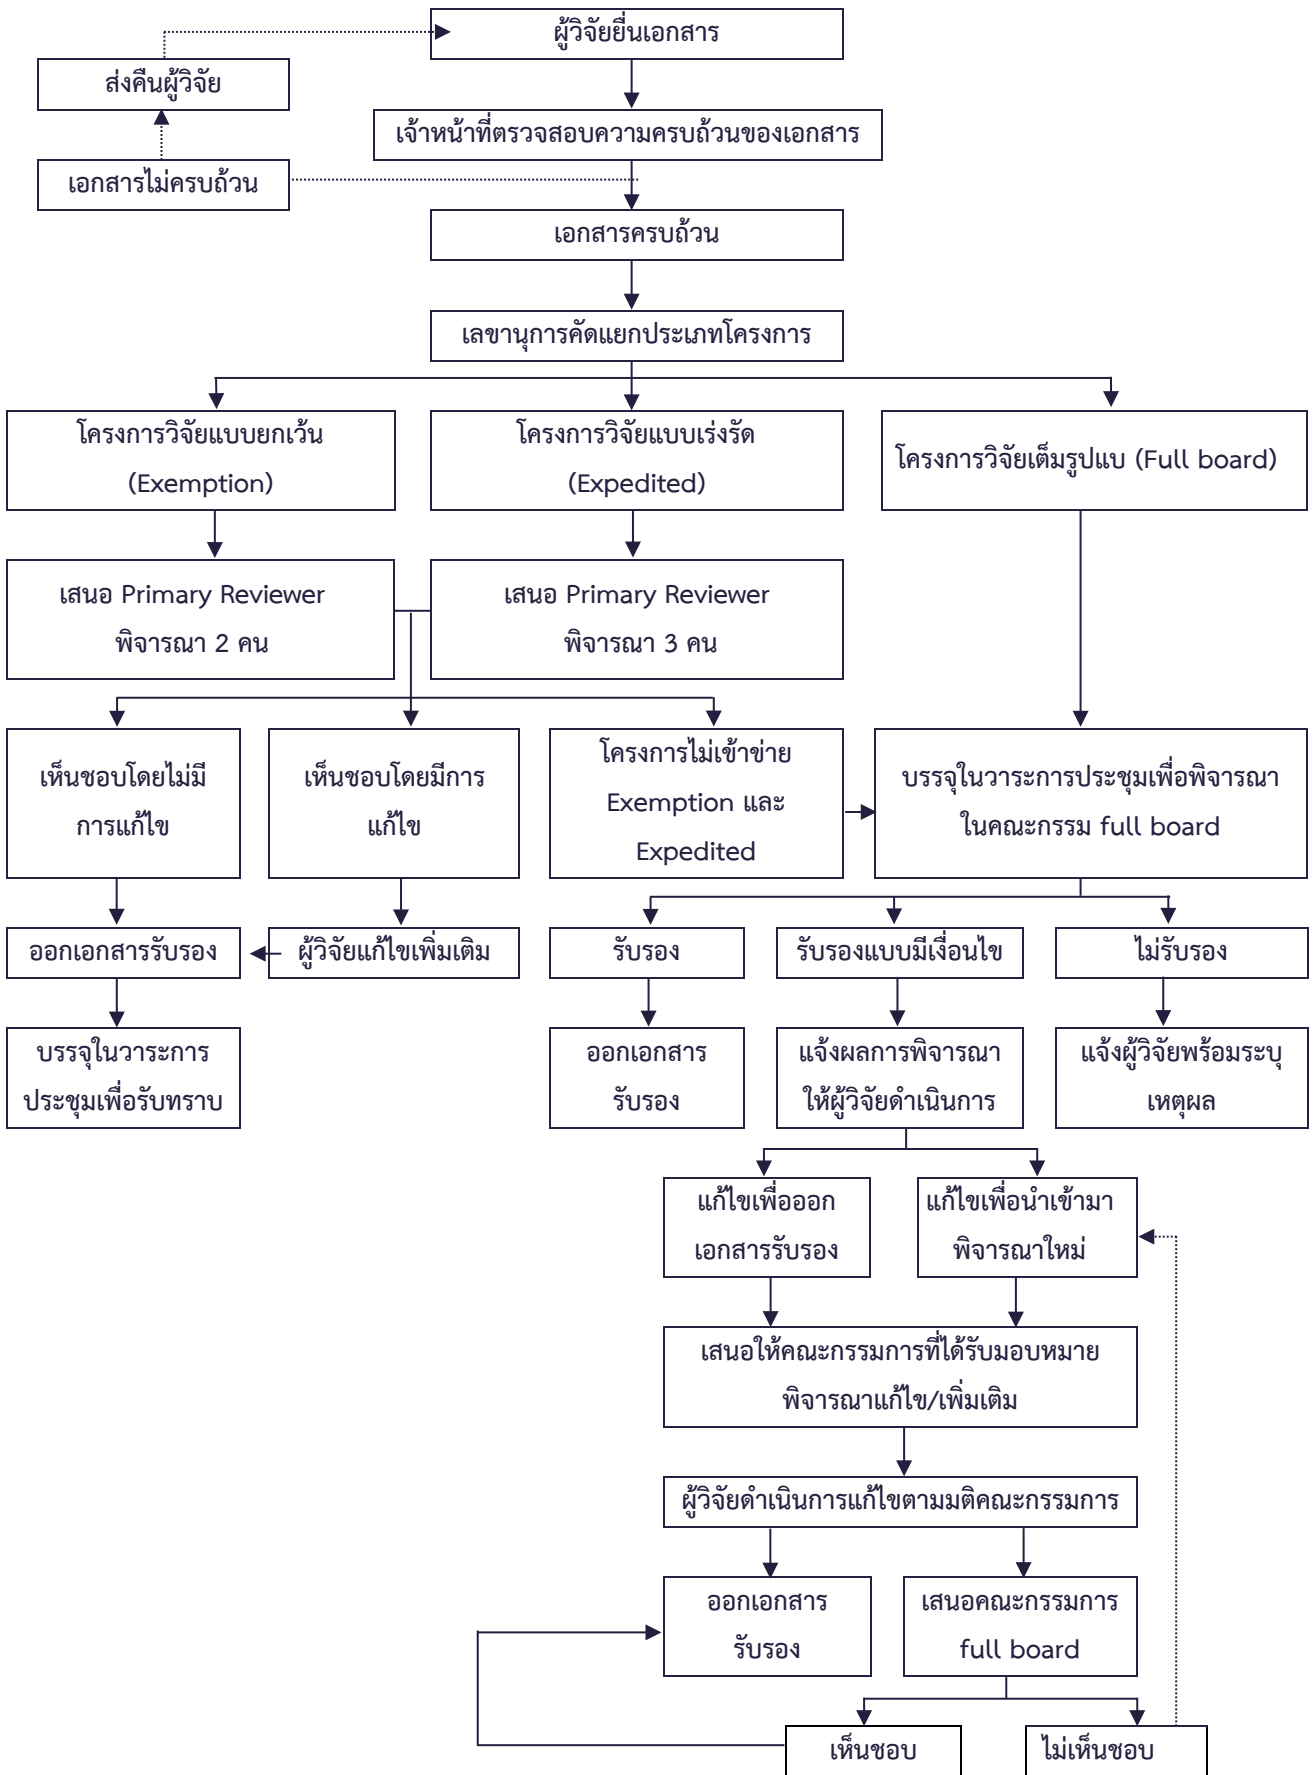 ผู้วิจัยยื่นเอกสาร
ส่งคืนผู้วิจัย
เจ้าหน้าที่ตรวจสอบความครบถ้วนของเอกสาร
เอกสารไม่ครบถ้วน
เอกสารครบถ้วน
เลขานุการคัดแยกประเภทโครงการ
โครงการวิจัยแบบยกเว้น
(Exemption)
โครงการวิจัยแบบเร่งรัด
(Expedited)
โครงการวิจัยเต็มรูปแบบ (Full board)
เสนอ Primary Reviewer
พิจารณา 2 คน
เสนอ Primary Reviewer
พิจารณา 3 คน
เห็นชอบโดยไม่มี
การแก้ไข
เห็นชอบโดยมีการ
แก้ไข
โครงการไม่เข้าข่าย
Exemption และ
Expedited
บรรจุในวาระการประชุมเพื่อพิจารณา
ในคณะกรรม full board
ออกเอกสารรับรอง
ผู้วิจัยแก้ไขเพิ่มเติม
รับรอง
รับรองแบบมีเงื่อนไข
ไม่รับรอง
บรรจุในวาระการ
ประชุมเพื่อรับทราบ
ออกเอกสาร
รับรอง
แจ้งผลการพิจารณา
ให้ผู้วิจัยดำเนินการ
แจ้งผู้วิจัยพร้อมระบุ
เหตุผล
แก้ไขเพื่อออก
เอกสารรับรอง
แก้ไขเพื่อนำเข้ามา
พิจารณาใหม่
เสนอให้คณะกรรมการที่ได้รับมอบหมาย
พิจารณาแก้ไข/เพิ่มเติม
ผู้วิจัยดำเนินการแก้ไขตามมติคณะกรรมการ
ออกเอกสาร
รับรอง
เสนอคณะกรรมการ
full board
เห็นชอบ
ไม่เห็นชอบ